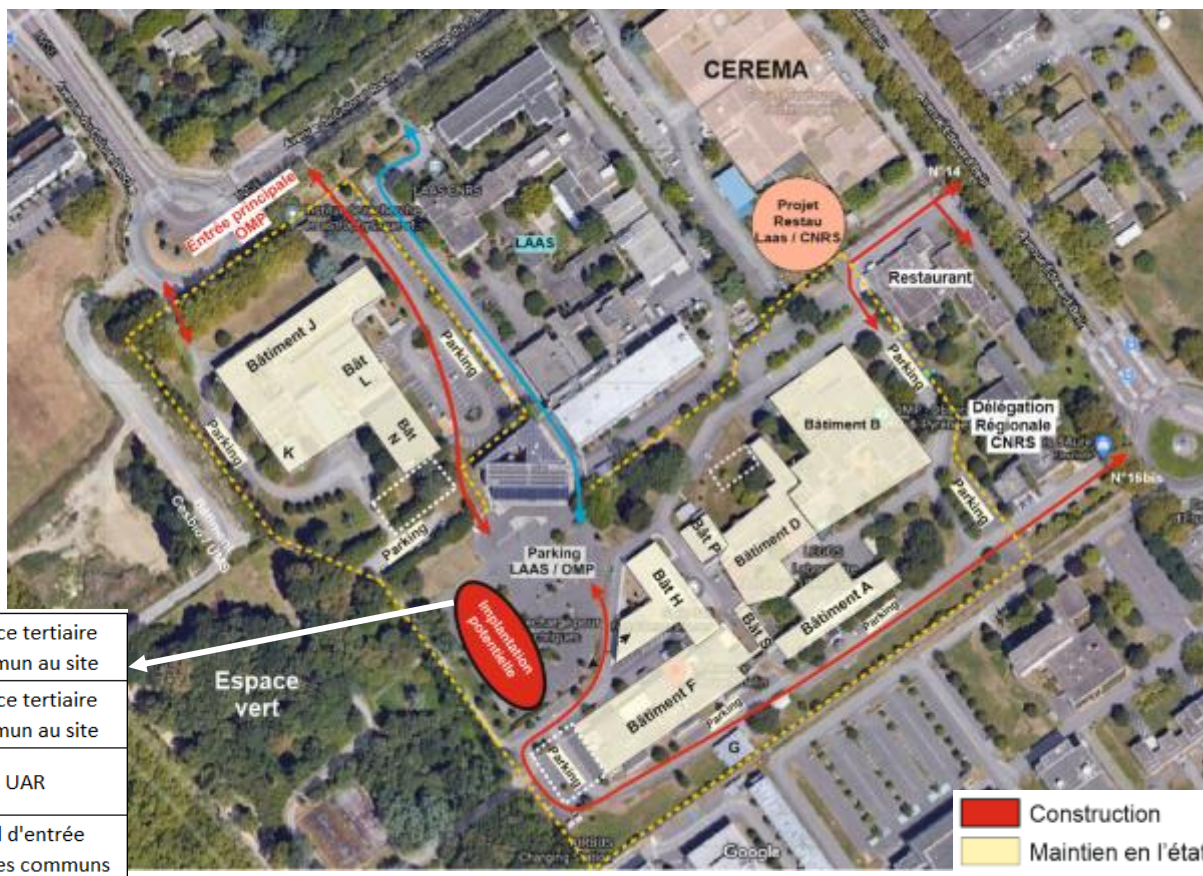 CEREMA
N°14
Projet
Restau
Laas / CNRS
Entrée principale
OMP
LAAS CNRS
LAAS
Restaurant
Bâtiment J
Bât
L
Parking
Bât
N
K
Parking
Parking
Parking
Bâtiment B
Délégation
Régionale
CNRS
N°16bis
Parking
Parking
LAAS / OMP
Bât P
Bâtiment D
Bât H
Bâtiment A
Bât S
Parking
Implantation
potentielle
Espace
vert
Bâtiment F
Parking
Parking
G
Google
ce tertiaire
mun au site
ce tertiaire
mun au site
UAR
l d'entrée
es communs
Construction
Maintien en l'état